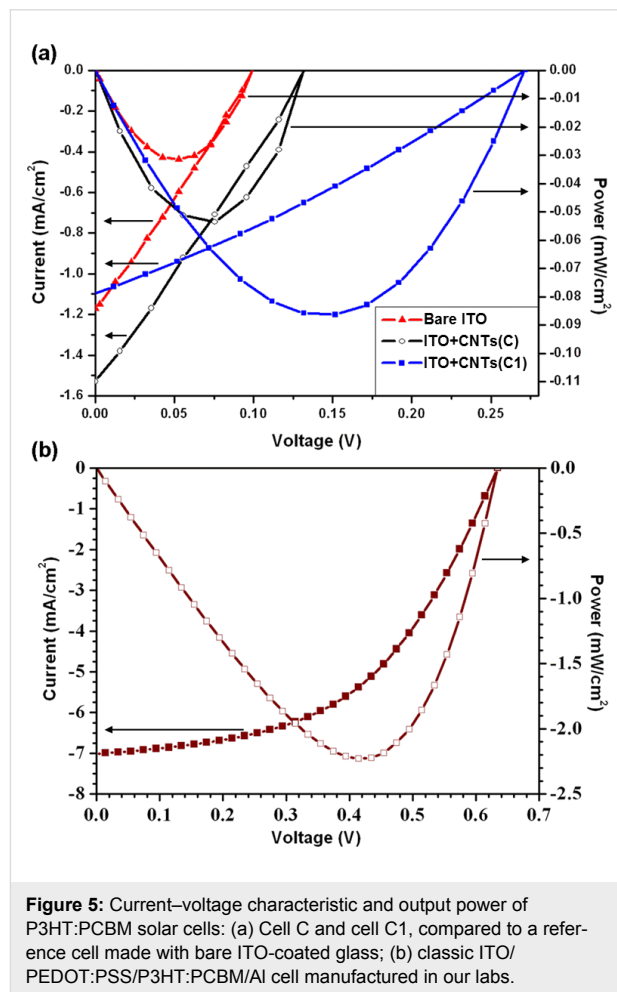 (a)
0.00
-0.01
-0.02
-0.03
-0.04
-0.05
-0.06
-0.07
-0.08
-0.09
-0.10
-0.11
Power (mW/cm²)
0.0
-0.2
-0.4
-0.6
-0.8
-1.0
-1.2
-1.4
-1.6
Current (mA/cm²)
Bare ITO
ITO+CNTs(C)
ITO+CNTs(C1)
0.00 0.05 0.10 0.15 0.20 0.25
Voltage (V)
(b)
0
-1
-2
-3
-4
-5
-6
-7
-8
Current (mA/cm²)
0.0
-0.5
-1.0
-1.5
-2.0
-2.5
Power (mW/cm²)
0.0 0.1 0.2 0.3 0.4 0.5 0.6 0.7
Voltage (V)
Figure 5: Current–voltage characteristic and output power of
P3HT:PCBM solar cells: (a) Cell C and cell C1, compared to a refer-
ence cell made with bare ITO-coated glass; (b) classic ITO/
PEDOT:PSS/P3HT:PCBM/Al cell manufactured in our labs.